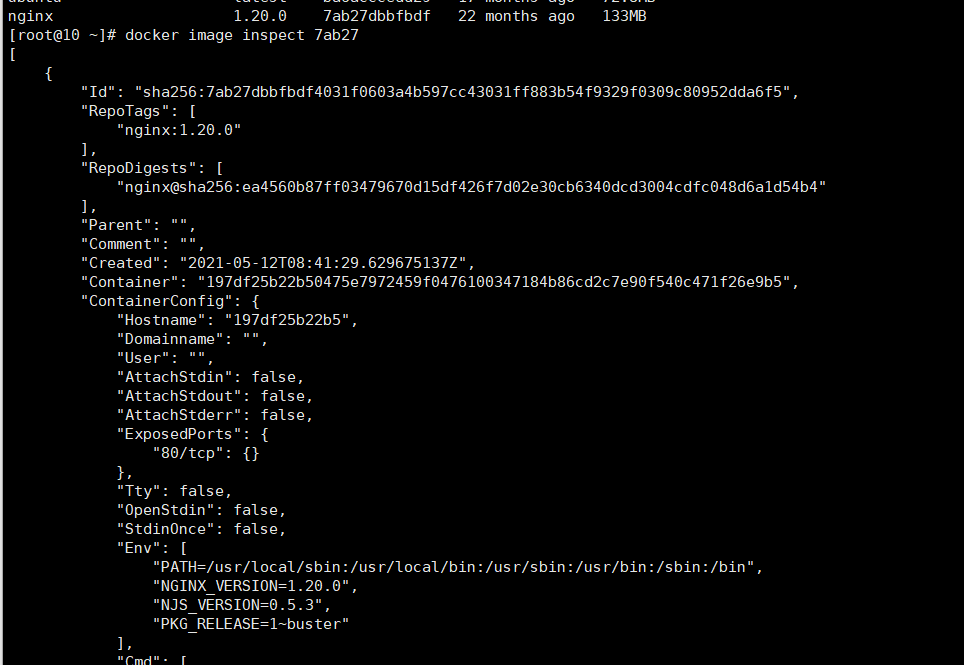 nginx 1.20.0 7ab27dbbfbdf 22 months ago 133MB
[root@10 ~]# docker image inspect 7ab27
[
    {
        "Id": "sha256:7ab27dbbfbdf4031f0603a4b597cc43031ff883b54f9329f0309c80952dda6f5",
        "RepoTags": [
            "nginx:1.20.0"
        ],
        "RepoDigests": [
            "nginx@sha256:ea4560b87ff03479670d15df426f7d02e30cb6340dcd3004cdfc048d6a1d54b4"
        ],
        "Parent": "",
        "Comment": "",
        "Created": "2021-05-12T08:41:29.629675137Z",
        "Container": "197df25b22b50475e7972459f0476100347184b86cd2c7e90f540c471f26e9b5",
        "ContainerConfig": {
            "Hostname": "197df25b22b5",
            "Domainname": "",
            "User": "",
            "AttachStdin": false,
            "AttachStdout": false,
            "AttachStderr": false,
            "ExposedPorts": {
                "80/tcp": {}
            },
            "Tty": false,
            "OpenStdin": false,
            "StdinOnce": false,
            "Env": [
                "PATH=/usr/local/sbin:/usr/local/bin:/usr/sbin:/usr/bin:/sbin:/bin",
                "NGINX_VERSION=1.20.0",
                "NJS_VERSION=0.5.3",
                "PKG_RELEASE=1~buster"
            ],
            "Cmd": [